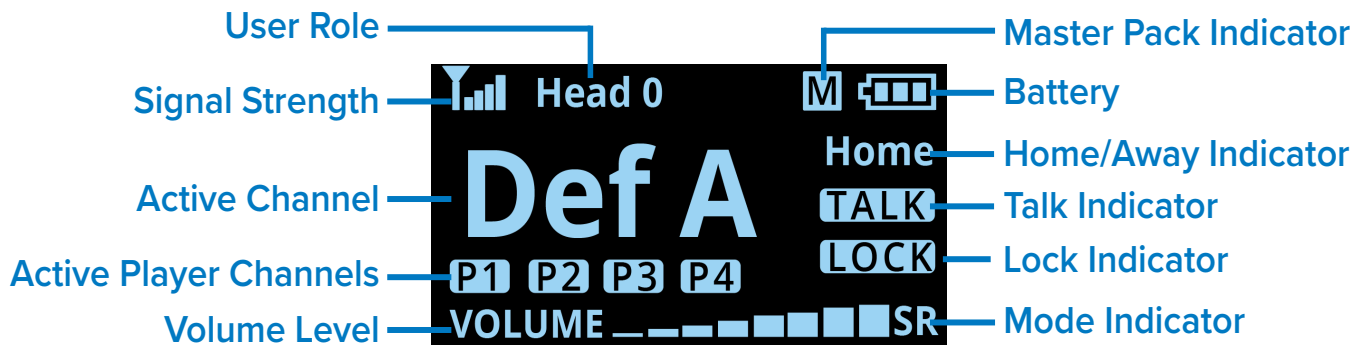 User Role
Master Pack Indicator
Head 0
M
Signal Strength
Battery
Home
Home/Away Indicator
Def A
Active Channel
TALK
Talk Indicator
LOCK
Lock Indicator
Active Player Channels
P1 P2 P3 P4
Volume Level
VOLUME
SR
Mode Indicator